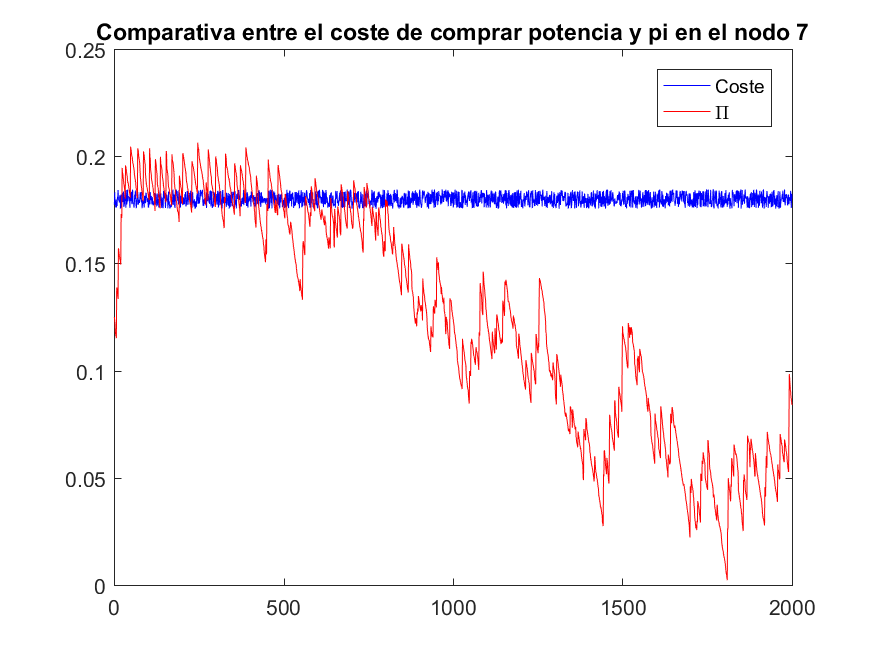 Comparativa entre el coste de comprar potencia y pi en el nodo 7
0.25
0.2
0.15
0.1
0.05
0
0 500 1000 1500 2000
Coste
Π